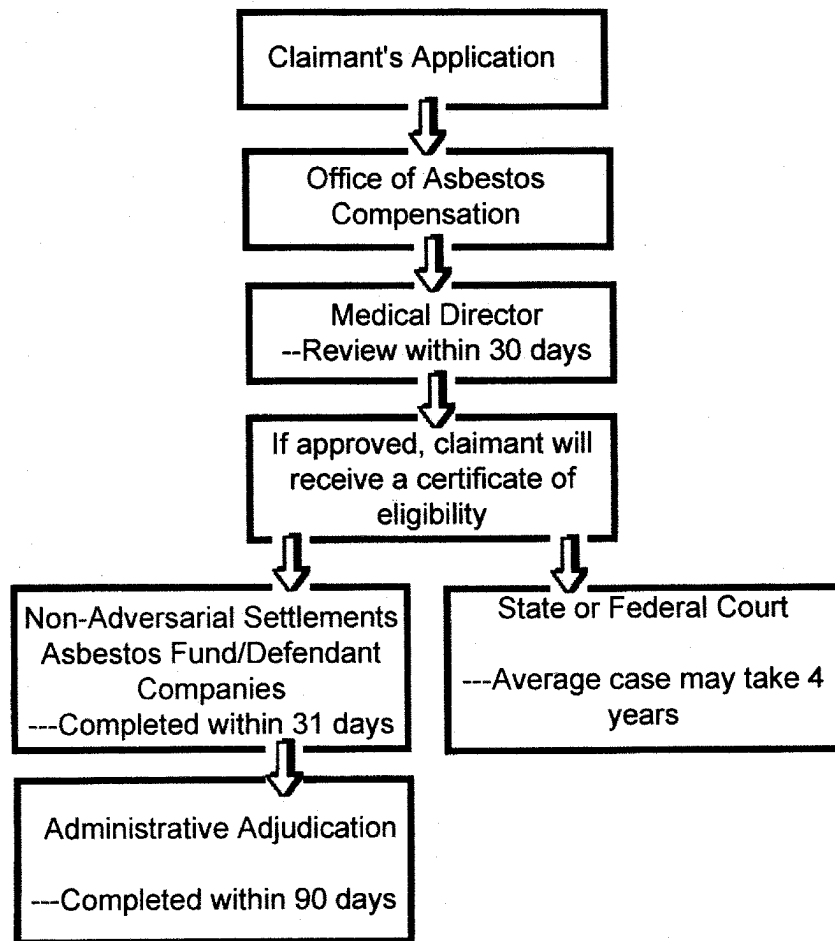 Claimant's Application
Office of Asbestos
Compensation
Medical Director
--Review within 30 days
If approved, claimant will
receive a certificate of
eligibility
Non-Adversarial Settlements
Asbestos Fund/Defendant
Companies
---Completed within 31 days
State or Federal Court
---Average case may take 4
years
Administrative Adjudication
---Completed within 90 days